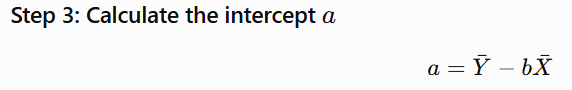 Step 3: Calculate the intercept a
a = Ȳ − bX̄